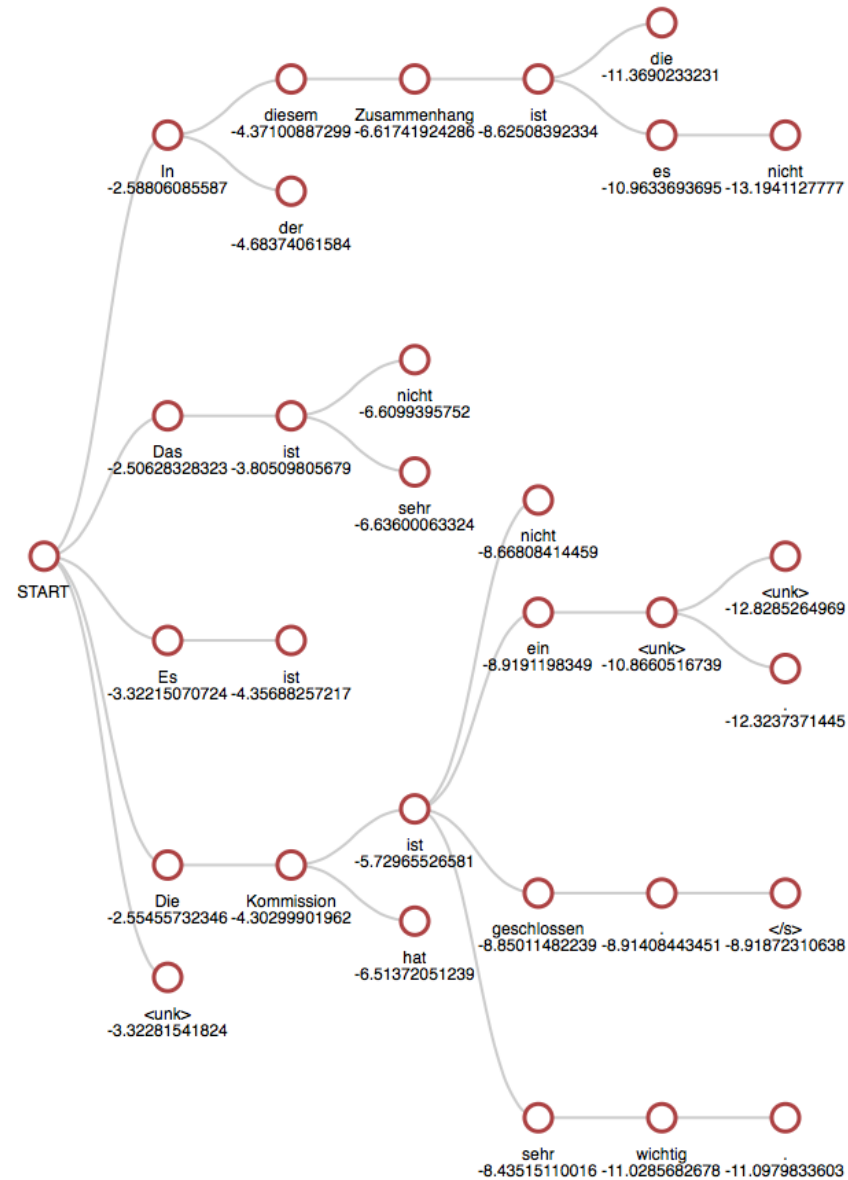 die
-11.3690233231
diesem Zusammenhang ist
-4.37100887299 -6.61741924286 -8.62508392334
In es nicht
-2.58806085587 -10.9633693695 -13.1941127777
der
-4.68374061584
nicht
-6.6099395752
Das ist
-2.50628328323 -3.80509805679
sehr
-6.63600063324
nicht
-8.66808414459
START <unk>
-12.8285264969
ein <unk>
-8.9191198349 -10.8660516739
Es ist
-3.32215070724 -4.35688257217
.
-12.3237371445
ist
-5.72965526581
Die Kommission
-2.55455732346 -4.30299901962
geschlossen . </s>
-8.85011482239 -8.91408443451 -8.91872310638
hat
-6.51372051239
<unk>
-3.32281541824
sehr wichtig .
-8.43515110016 -11.0285682678 -11.0979833603